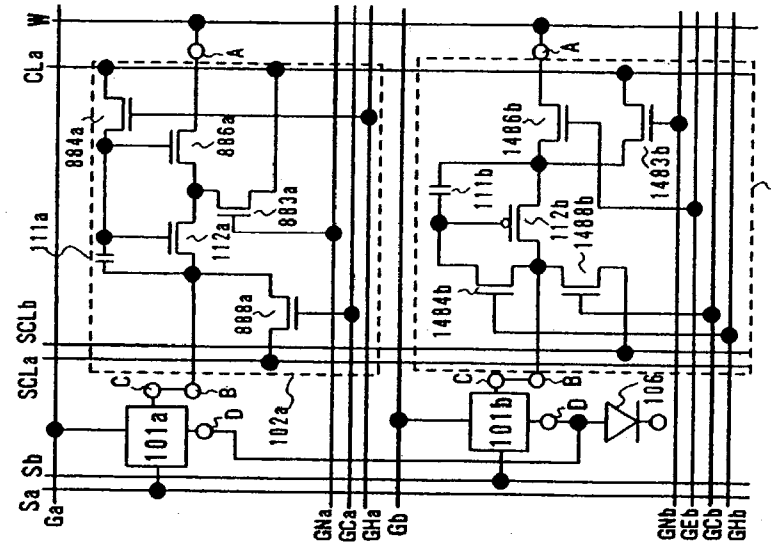 W
CLa
SCLb
SCLa
Sb
Sa
Ga
111a
884a
886a
A
112a
883a
888a
C
B
D
101a
102a
GNa
GCa
GHa
Gb
A
1486b
111b
112b
1483b
1484b
1488b
C
B
D
101b
106
GNb
GEb
GCb
GHb